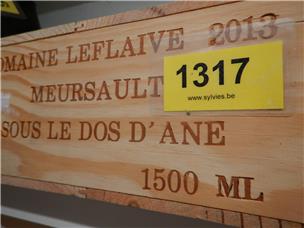 OMAINE LEFLAIVE 2013
MEURSAULT
SOUS LE DOS D'ANE
1500 ML
1317
www.sylvies.be